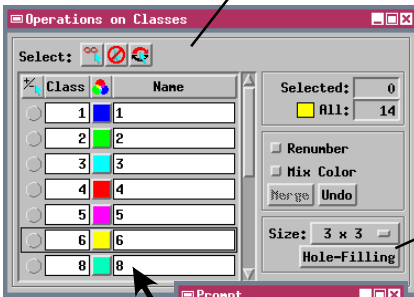 Operations on Classes
Select:
Class Name
1 1
2 2
3 3
4 4
5 5
6 6
8 8
Selected: 0
All: 14
Renumber
Mix Color
Merge Undo
Size: 3 x 3
Hole-Filling
Prompt